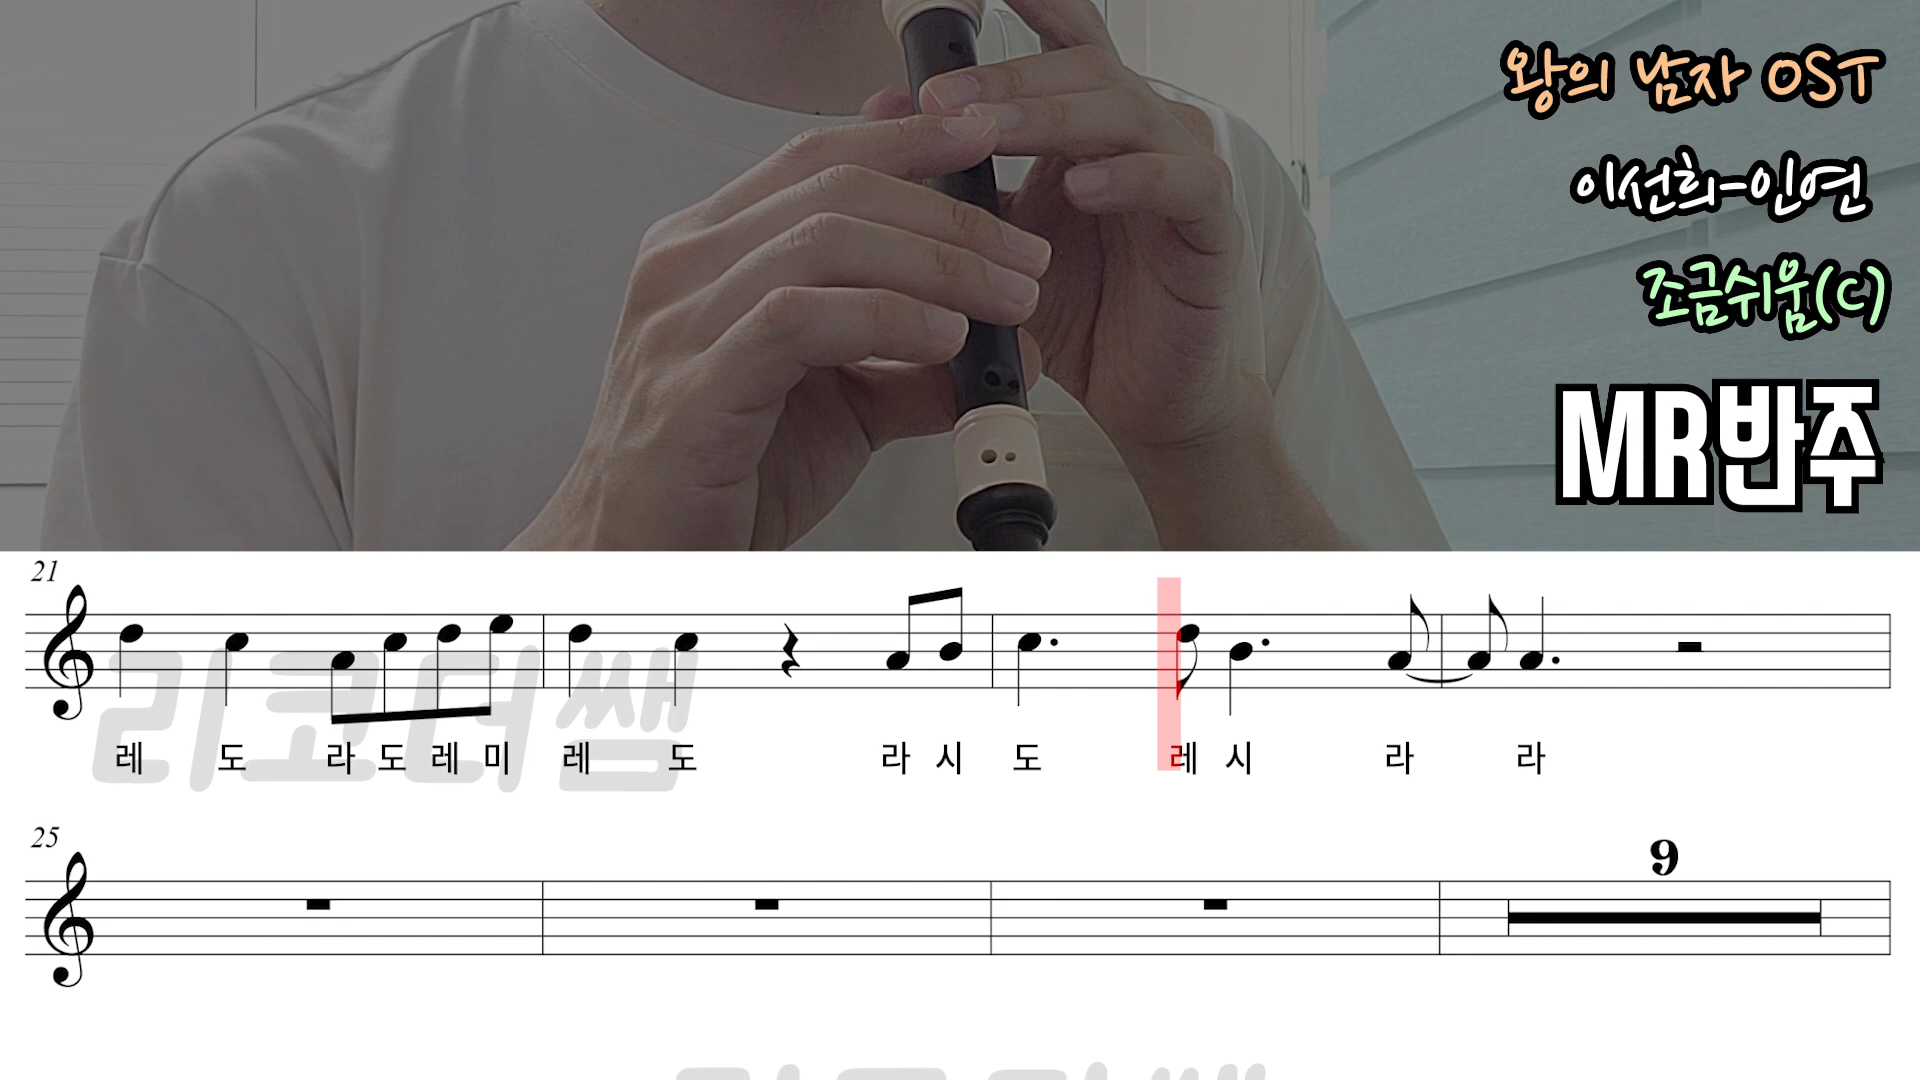 왕의 남자 OST
이선희-인연
조금쉬움(C)
MR반주
21
리코더쌤
레 도 라 도 레 미 레 도 라 시 도 레 시 라 라
25
9